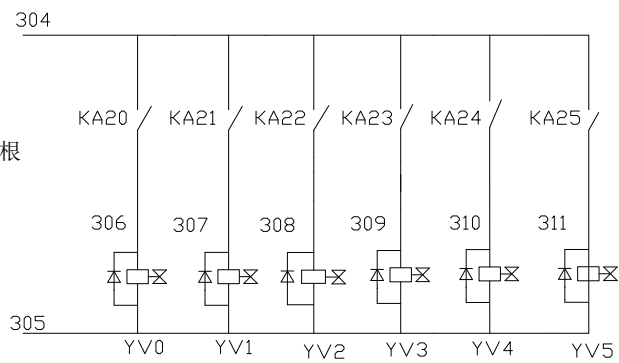 304
KA20 KA21 KA22 KA23 KA24 KA25
根
306 307 308 309 310 311
305
YV0 YV1 YV2 YV3 YV4 YV5